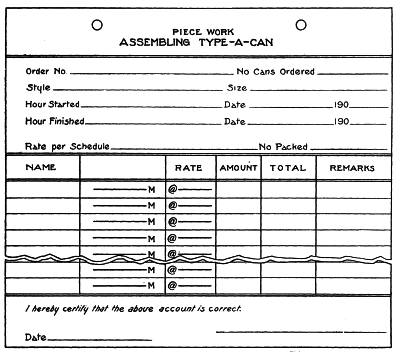 PIECE WORK
ASSEMBLING TYPE-A-CAN
Order No. No Cans Ordered
Style Size
Hour Started Date 190
Hour Finished Date 190
Rate per Schedule No Packed
NAME RATE AMOUNT TOTAL REMARKS
M @
M @
M @
M @
M @
M @
M @
I hereby certify that the above account is correct.
Date